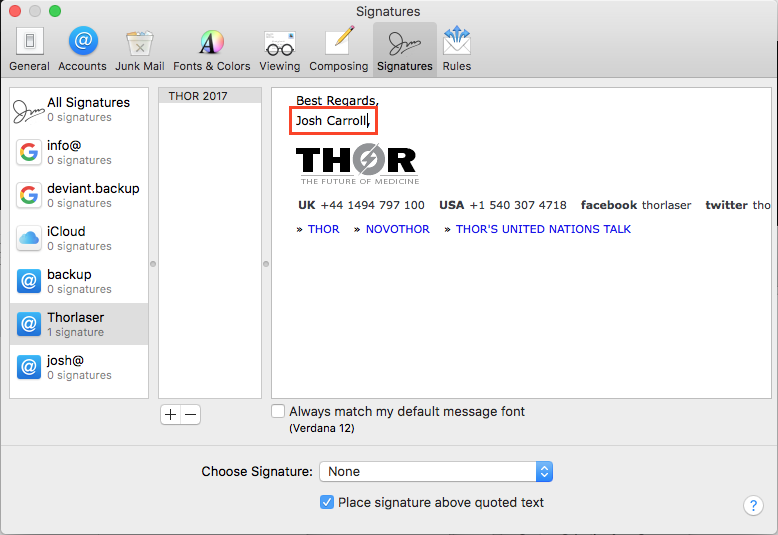 Signatures
General Accounts Junk Mail Fonts & Colors Viewing Composing Signatures Rules
All Signatures
0 signatures
info@
0 signatures
deviant.backup
0 signatures
iCloud
0 signatures
backup
0 signatures
Thorlaser
1 signature
josh@
0 signatures
THOR 2017
Best Regards,
Josh Carroll,
THOR
THE FUTURE OF MEDICINE
UK +44 1494 797 100 USA +1 540 307 4718 facebook thorlaser twitter tho
» THOR » NOVOTHOR » THOR'S UNITED NATIONS TALK
+ −
Always match my default message font
(Verdana 12)
Choose Signature: None
Place signature above quoted text
?